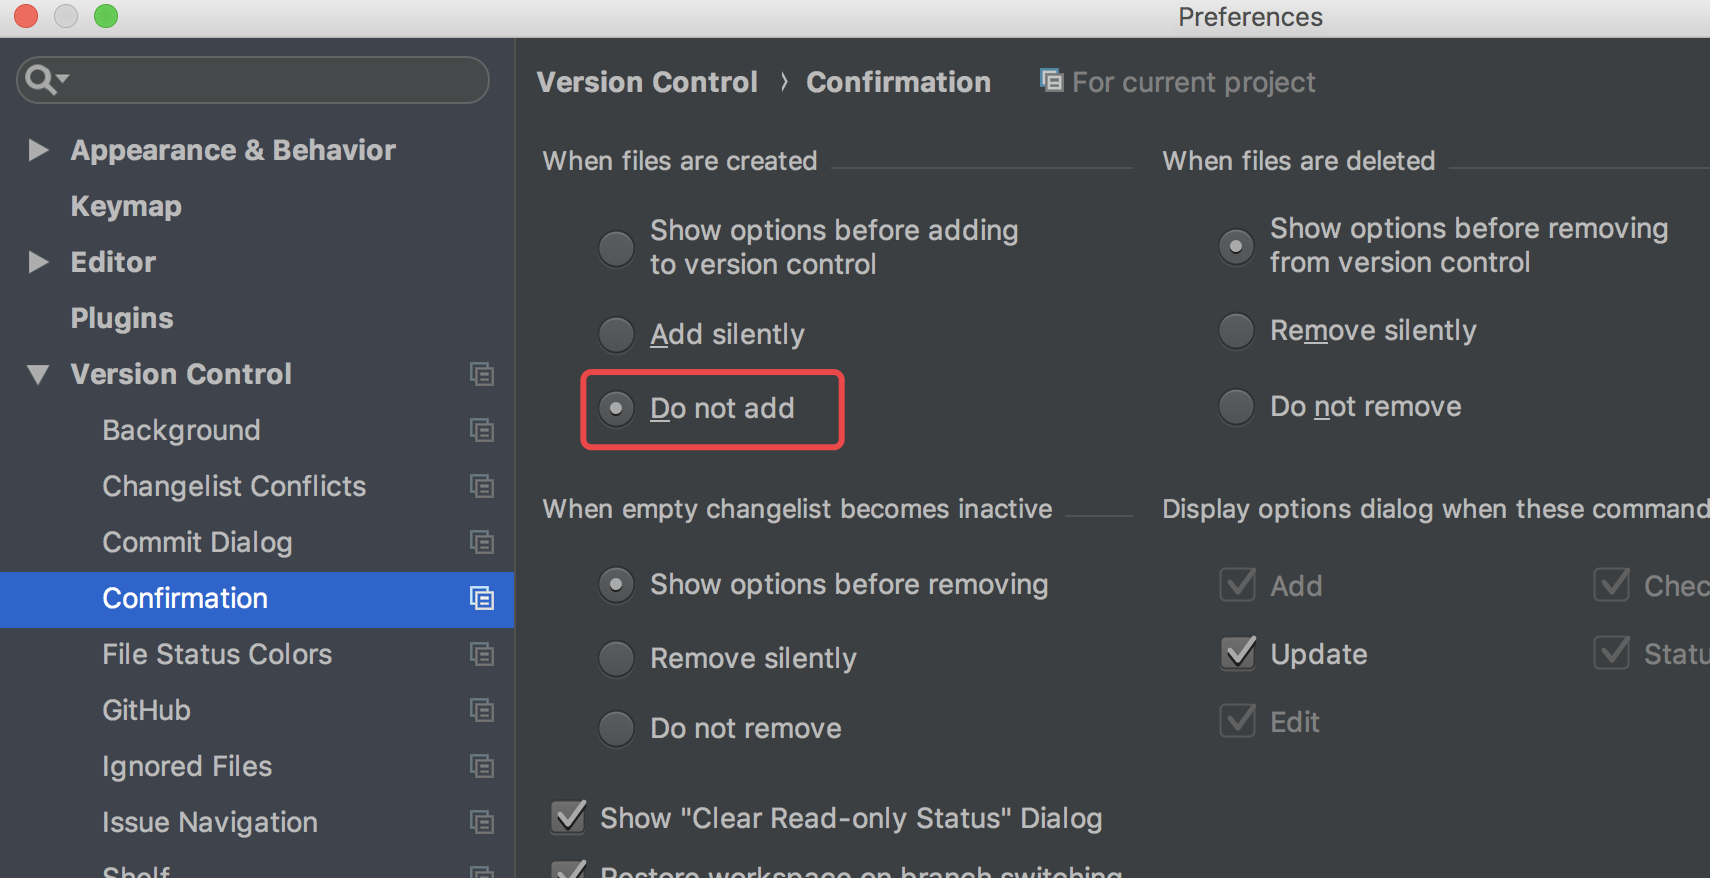 Preferences
Appearance & Behavior
Keymap
Editor
Plugins
Version Control
Background
Changelist Conflicts
Commit Dialog
Confirmation
File Status Colors
GitHub
Ignored Files
Issue Navigation
Shelf
Version Control › Confirmation For current project
When files are created
Show options before adding
to version control
Add silently
Do not add
When files are deleted
Show options before removing
from version control
Remove silently
Do not remove
When empty changelist becomes inactive
Show options before removing
Remove silently
Do not remove
Display options dialog when these command
Add
Chec
Update
Statu
Edit
Show "Clear Read-only Status" Dialog
Restore workspace on branch switching